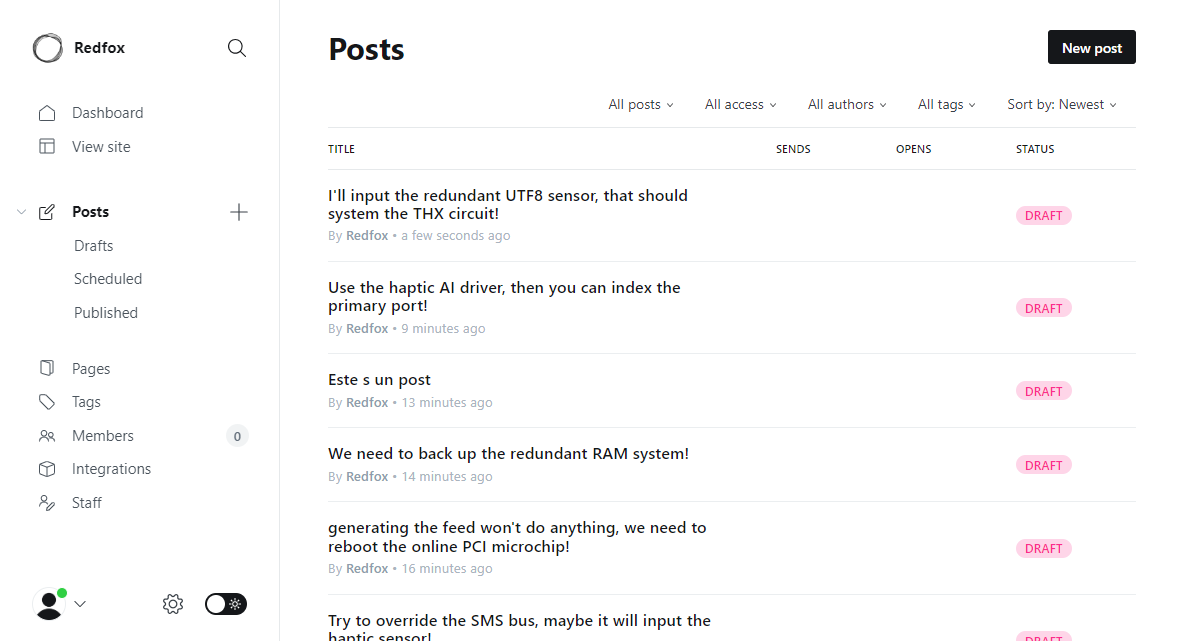 Redfox
Dashboard
View site
Posts
Drafts
Scheduled
Published
Pages
Tags
Members
0
Integrations
Staff
Posts
New post
All posts
All access
All authors
All tags
Sort by: Newest
TITLE
SENDS
OPENS
STATUS
I'll input the redundant UTF8 sensor, that should
system the THX circuit!
By Redfox • a few seconds ago
DRAFT
Use the haptic AI driver, then you can index the
primary port!
By Redfox • 9 minutes ago
DRAFT
Este s un post
By Redfox • 13 minutes ago
DRAFT
We need to back up the redundant RAM system!
By Redfox • 14 minutes ago
DRAFT
generating the feed won't do anything, we need to
reboot the online PCI microchip!
By Redfox • 16 minutes ago
DRAFT
Try to override the SMS bus, maybe it will input the
haptic sensor!
DRAFT